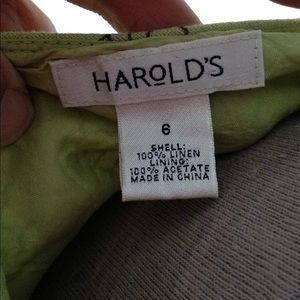 HAROLD'S
6
SHELL:
100% LINEN
LINING:
100% ACETATE
MADE IN CHINA